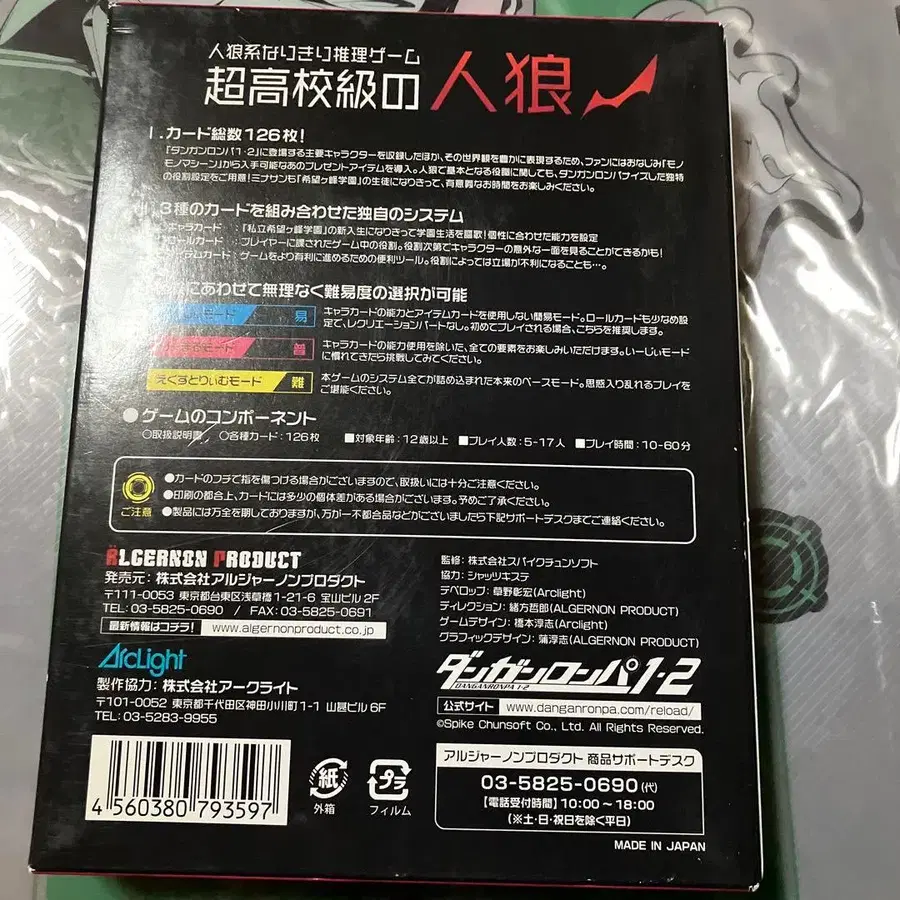 人狼系なりきり推理ゲーム
超高校級の人狼
Ⅰ.カード総数126枚!
「ダンガンロンパ1・2」に登場する主要キャラクターを収録したほか、その世界観を豊かに表現するため、ファンにはおなじみ「モノ
モノマシーン」から入手可能なあのプレゼントアイテムを導入。人狼で基本となる役職に関しても、ダンガンロンパナイズした独特
の役割設定をご用意!ミナサンも「希望ヶ峰学園」の生徒になりきって、有意義なお時間をお楽しみください。
3種のカードを組み合わせた独自のシステム
キャラカード :「私立希望ヶ峰学園」の新入生になりきって学園生活を謳歌!個性に合わせた能力を設定
ロールカード :プレイヤーに課されたゲーム中の役割。役割次第でキャラクターの意外な一面を見ることができるかも!
アイテムカード:ゲームをより有利に進めるための便利ツール。役割によっては立場が不利になることも…。
にあわせて無理なく難易度の選択が可能
モード 易
キャラカードの能力とアイテムカードを使用しない簡易モード。ロールカードも少なめ設
定で、レクリエーションパートなし。初めてプレイされる場合、こちらを推奨します。
モード 普
キャラカードの能力使用を除いた、全ての要素をお楽しみいただけます。いーじぃモード
に慣れてきたら挑戦してみてください。
えくすとりぃむモード 難
本ゲームのシステム全てが詰め込まれた本来のベースモード。思惑入り乱れるプレイを
ご堪能ください。
●ゲームのコンポーネント
○取扱説明書 ○各種カード:126枚 ■対象年齢:12歳以上 ■プレイ人数:5-17人 ■プレイ時間:10-60分
ご注意
●カードのフチで指を傷つける場合がございますので、取扱いには十分ご注意ください。
●印刷の都合上、カードには多少の個体差がある場合がございます。予めご了承ください。
●製品には万全を期しておりますが、万が一不都合品などがございましたら下記サポートデスクまでご連絡ください。
ALGERNON PRODUCT
発売元:株式会社アルジャーノンプロダクト
〒111-0053 東京都台東区浅草橋1-21-6 宝山ビル 2F
TEL:03-5825-0690 / FAX:03-5825-0691
最新情報はコチラ! www.algernonproduct.co.jp
ArcLight
製作協力:株式会社アークライト
〒101-0052 東京都千代田区神田小川町1-1 山甚ビル 6F
TEL:03-5283-9955
4 560380 793597
紙
外箱
プラ
フィルム
監修:株式会社スパイクチュンソフト
協力:シャッツキステ
デベロップ:草野彰宏(Arclight)
ディレクション:緒方哲郎(ALGERNON PRODUCT)
ゲームデザイン:橋本淳志(Arclight)
グラフィックデザイン:蒲淳志(ALGERNON PRODUCT)
ダンガンロンパ1・2
DANGANRONPA 1・2
公式サイト www.danganronpa.com/reload/
©Spike Chunsoft Co., Ltd. All Rights Reserved.
アルジャーノンプロダクト 商品サポートデスク
03-5825-0690(代)
【電話受付時間】10:00~18:00
(※土・日・祝日を除く平日)
MADE IN JAPAN